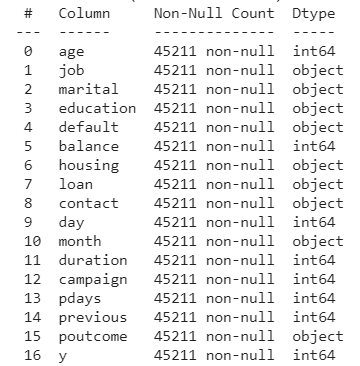 #   Column     Non-Null Count  Dtype
--- ------     --------------  -----
0   age        45211 non-null  int64
1   job        45211 non-null  object
2   marital    45211 non-null  object
3   education  45211 non-null  object
4   default    45211 non-null  object
5   balance    45211 non-null  int64
6   housing    45211 non-null  object
7   loan       45211 non-null  object
8   contact    45211 non-null  object
9   day        45211 non-null  int64
10  month      45211 non-null  object
11  duration   45211 non-null  int64
12  campaign   45211 non-null  int64
13  pdays      45211 non-null  int64
14  previous   45211 non-null  int64
15  poutcome   45211 non-null  object
16  y          45211 non-null  int64